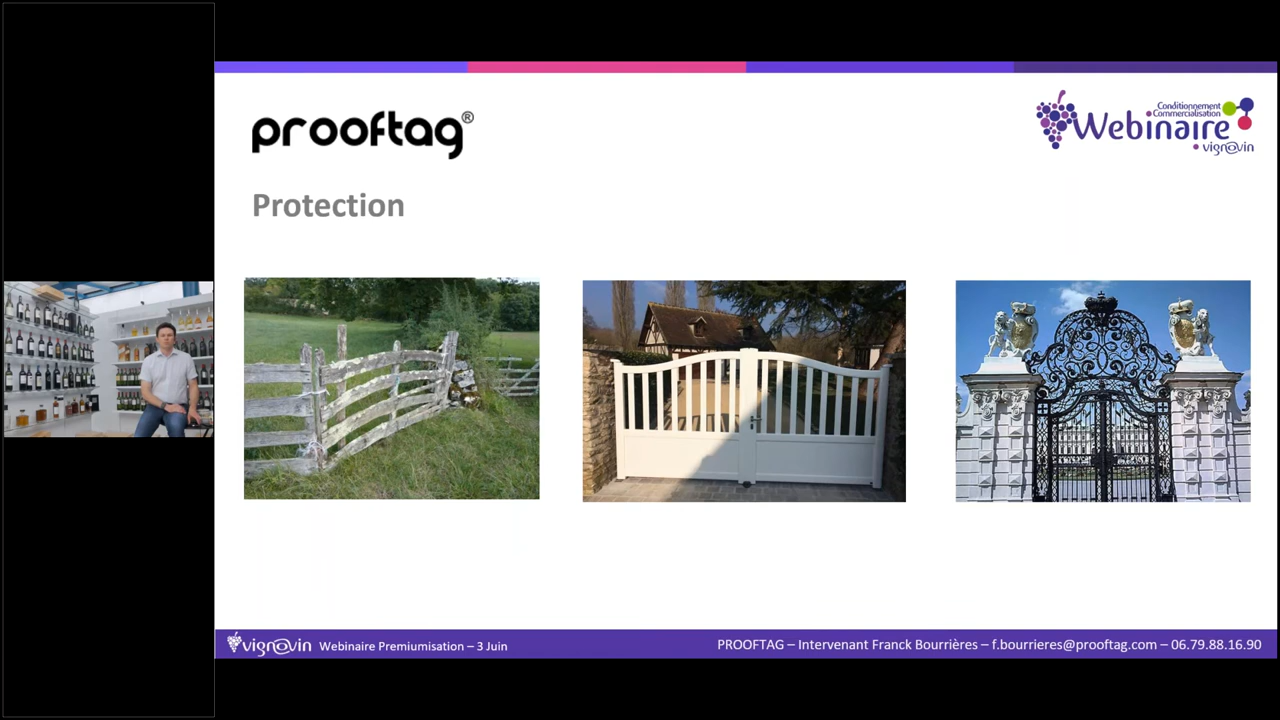 prooftag®
Conditionnement
Commercialisation
Webinaire
vign@vin
Protection
vign@vin Webinaire Premiumisation – 3 Juin
PROOFTAG – Intervenant Franck Bourrières – f.bourrieres@prooftag.com – 06.79.88.16.90